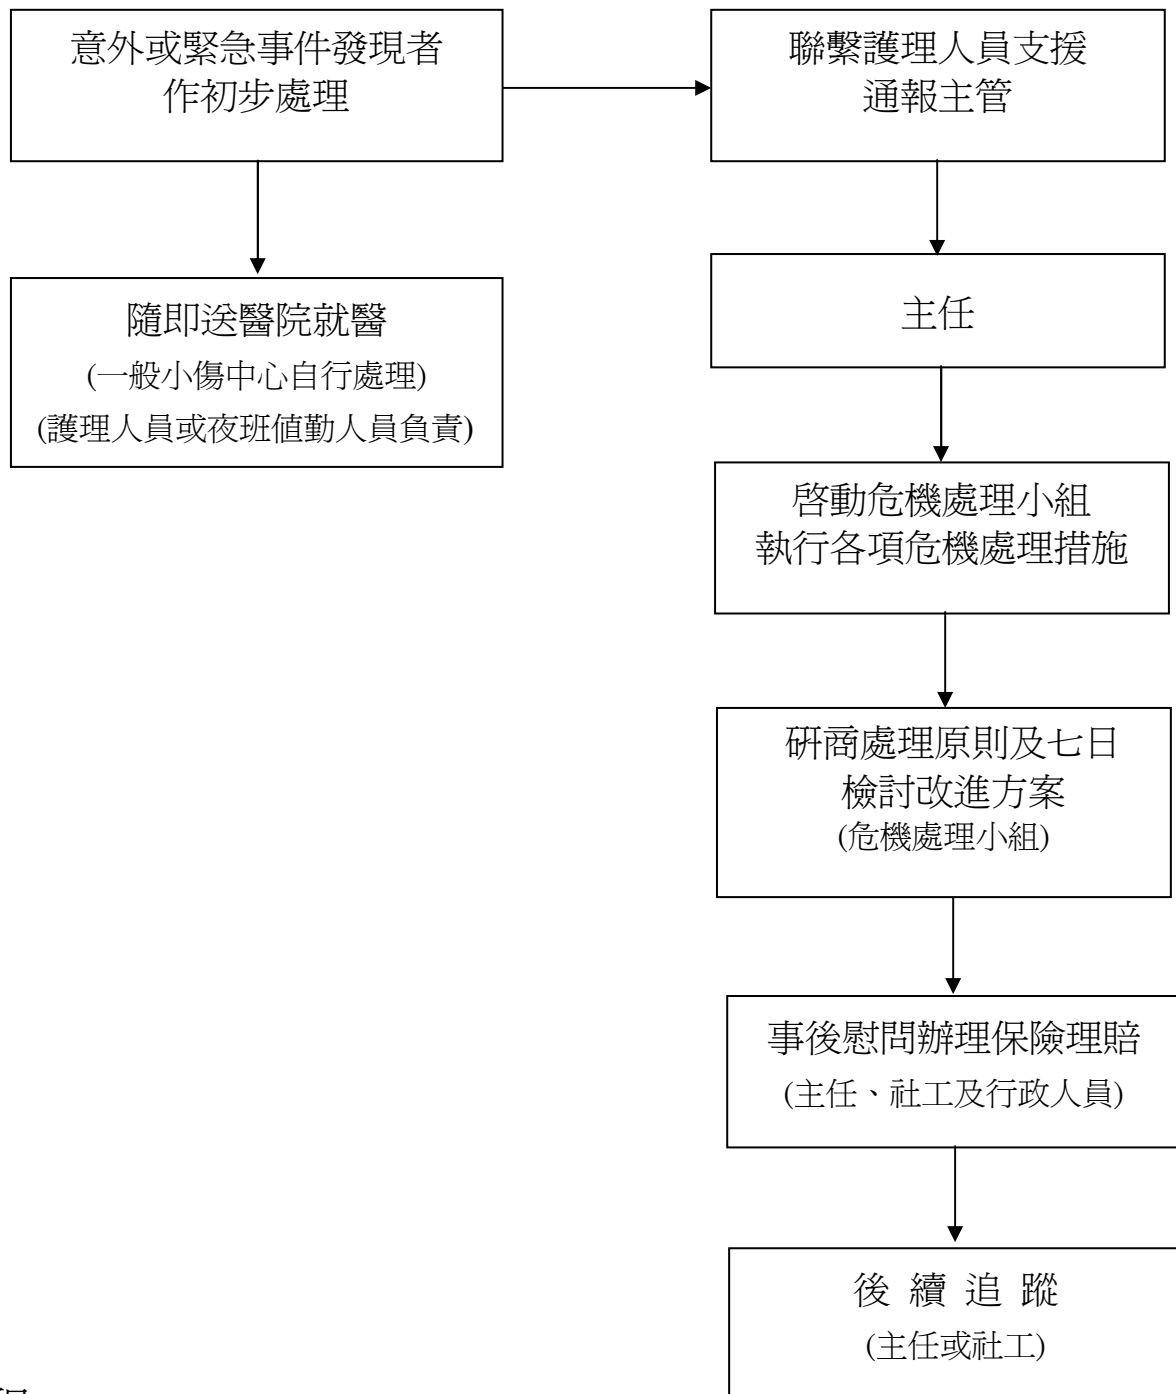 意外或緊急事件發現者
作初步處理
聯繫護理人員支援
通報主管
隨即送醫院就醫
(一般小傷中心自行處理)
(護理人員或夜班值勤人員負責)
主任
啓動危機處理小組
執行各項危機處理措施
研商處理原則及七日
檢討改進方案
(危機處理小組)
事後慰問辦理保險理賠
(主任、社工及行政人員)
後 續 追 蹤
(主任或社工)